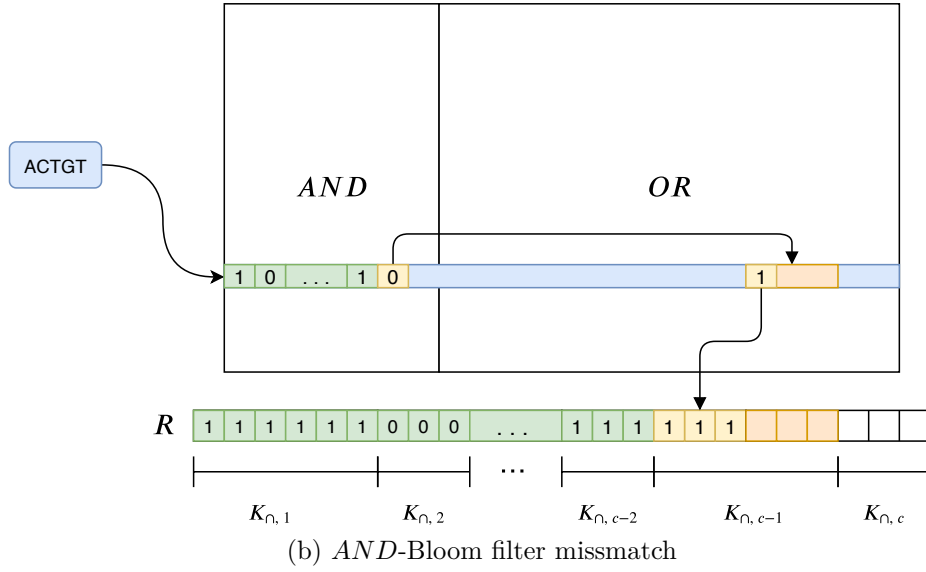 AND OR
ACTGT
1 0 ... 1 0 1
R 1 1 1 1 1 1 0 0 0 ... 1 1 1 1 1 1
...
K∩, 1 K∩, 2 K∩, c−2 K∩, c−1 K∩, c
(b) AND-Bloom filter missmatch